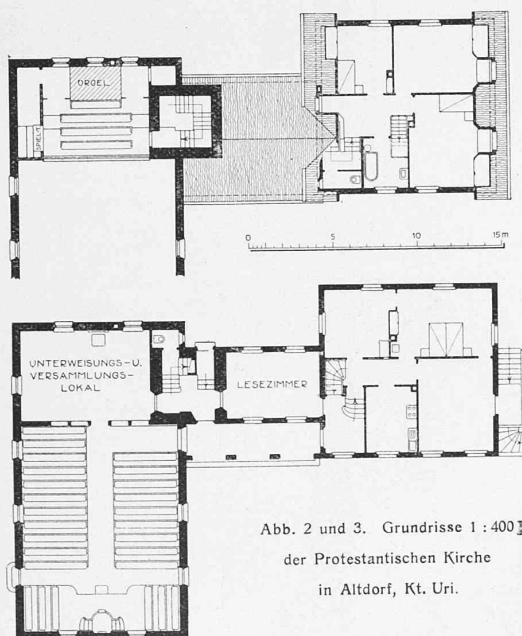 ORGEL
SPIELT.
0 5 10 15 m
UNTERWEISUNGS- U.
VERSAMMLUNGS-
LOKAL
LESEZIMMER
Abb. 2 und 3. Grundrisse 1 : 400
der Protestantischen Kirche
in Altdorf, Kt. Uri.